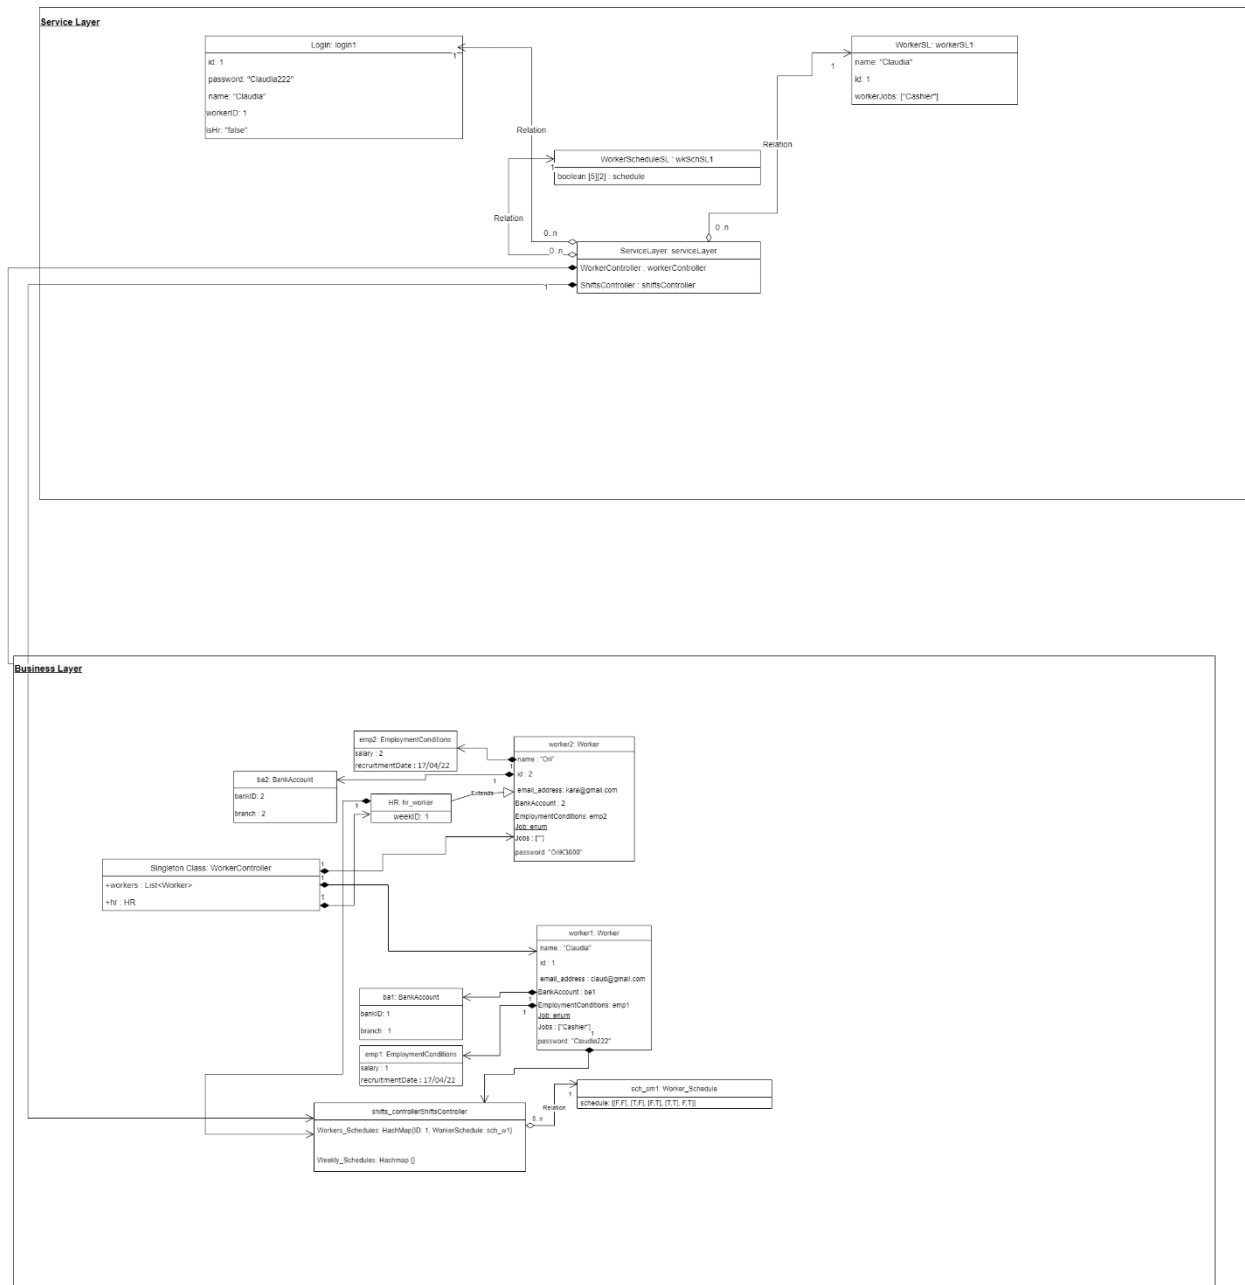 Service Layer
Login: login1
id: 1
password: "Claudia222"
name: "Claudia"
workerID: 1
isHr: "false"
1
WorkerSL: workerSL1
name: "Claudia"
id: 1
workerJobs: ["Cashier"]
1
Relation
Relation
WorkerScheduleSL : wkSchSL1
boolean [5][2] : schedule
1
Relation
0..n
0..n
0..n
ServiceLayer: serviceLayer
WorkerController : workerController
ShiftsController : shiftsController
1
Business Layer
emp2: EmploymentConditions
salary : 2
recruitmentDate : 17/04/22
worker2: Worker
name : "Ori"
id : 2
email_address: kara@gmail.com
BankAccount : 2
EmploymentConditions: emp2
Job: enum
Jobs : [""]
password: "OriK3000"
1
1
ba2: BankAccount
bankID: 2
branch : 2
HR: hr_worker
weekID: 1
1
Extends
Singleton Class: WorkerController
+workers : List<Worker>
+hr : HR
1
1
1
worker1: Worker
name : "Claudia"
id : 1
email_address : claud@gmail.com
BankAccount : ba1
EmploymentConditions: emp1
Job: enum
Jobs : ["Cashier"]
password: "Claudia222"
1
1
1
ba1: BankAccount
bankID: 1
branch : 1
emp1: EmploymentConditions
salary : 1
recruitmentDate : 17/04/22
shifts_controllerShiftsController
Workers_Schedules: HashMap{ID: 1, WorkerSchedule: sch_w1}
Weekly_Schedules: Hashmap {}
0..n
Relation
1
sch_sm1: Worker_Schedule
schedule: {[F,F], [T,F], [F,T], [T,T], F,T]}